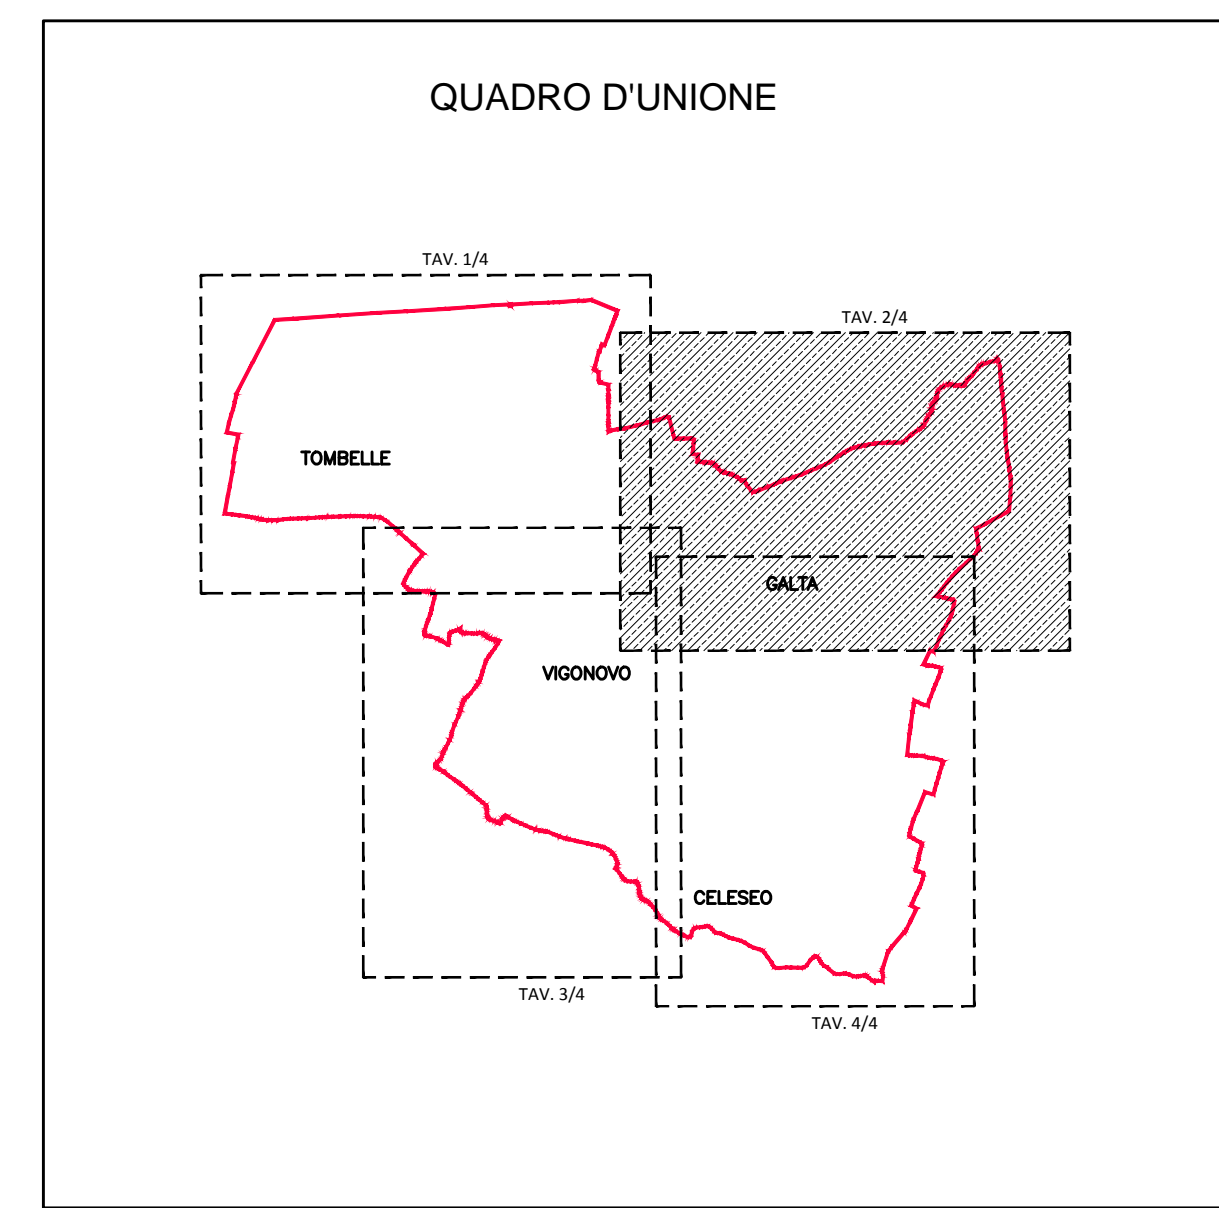 QUADRO D'UNIONE
TAV. 1/4
TAV. 2/4
TOMBELLE
GALTA
VIGONOVO
CELESEO
TAV. 3/4
TAV. 4/4